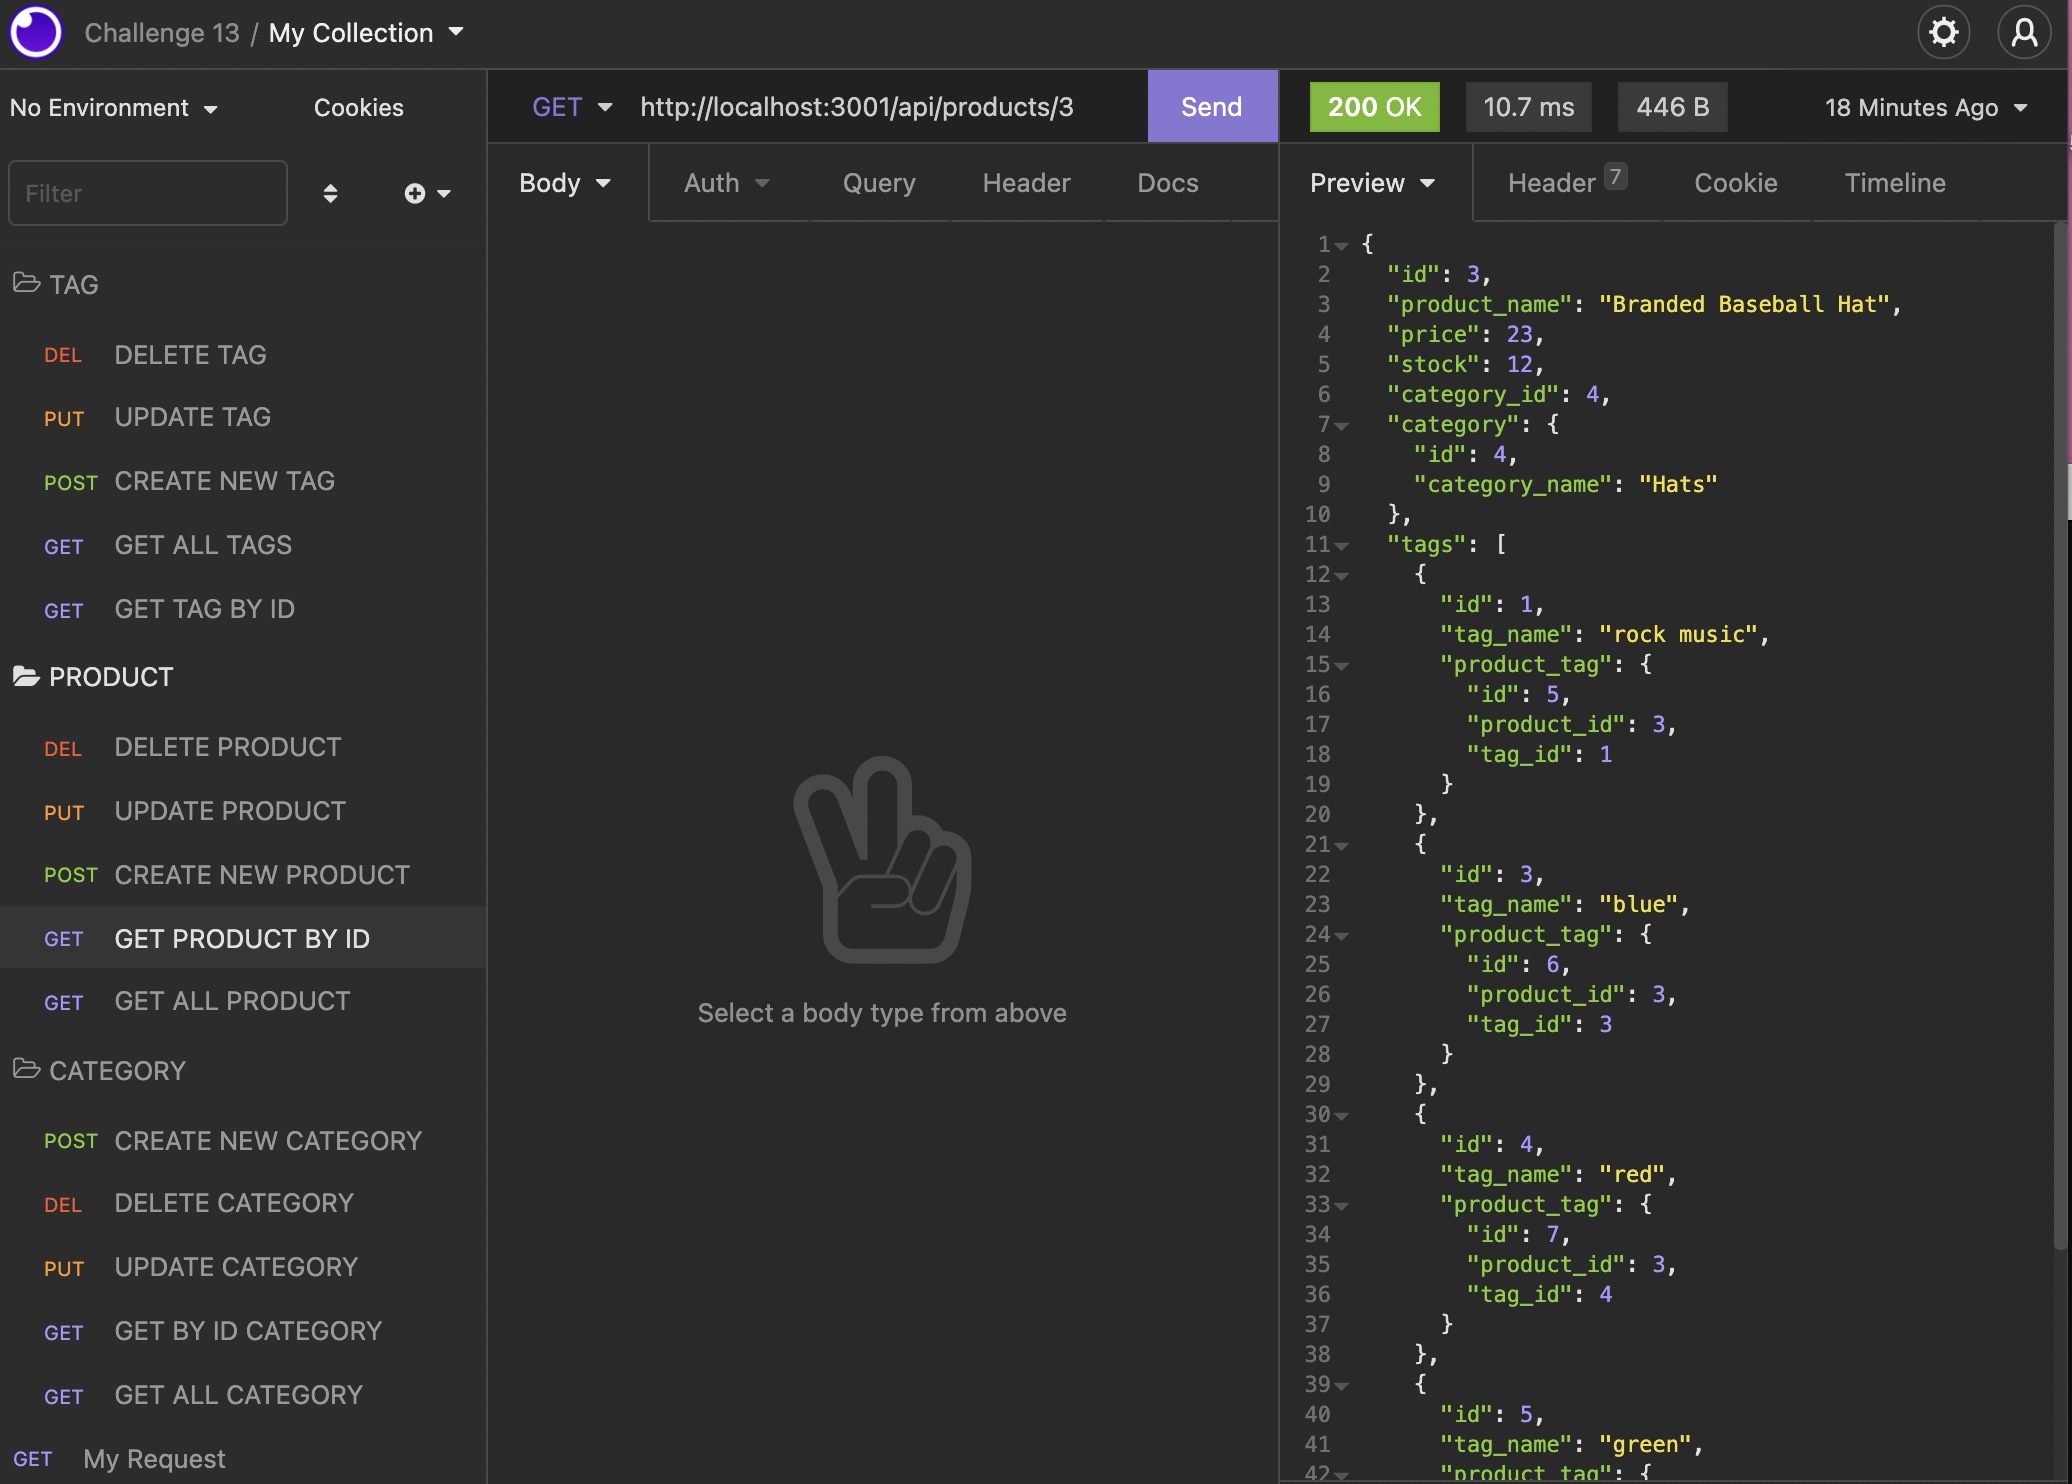 Challenge 13 / My Collection
No Environment
Cookies
Filter
TAG
DEL DELETE TAG
PUT UPDATE TAG
POST CREATE NEW TAG
GET GET ALL TAGS
GET GET TAG BY ID
PRODUCT
DEL DELETE PRODUCT
PUT UPDATE PRODUCT
POST CREATE NEW PRODUCT
GET GET PRODUCT BY ID
GET GET ALL PRODUCT
CATEGORY
POST CREATE NEW CATEGORY
DEL DELETE CATEGORY
PUT UPDATE CATEGORY
GET GET BY ID CATEGORY
GET GET ALL CATEGORY
GET My Request
GET http://localhost:3001/api/products/3 Send
Body Auth Query Header Docs
Select a body type from above
200 OK 10.7 ms 446 B 18 Minutes Ago
Preview Header 7 Cookie Timeline
1 {
2 "id": 3,
3 "product_name": "Branded Baseball Hat",
4 "price": 23,
5 "stock": 12,
6 "category_id": 4,
7 "category": {
8 "id": 4,
9 "category_name": "Hats"
10 },
11 "tags": [
12 {
13 "id": 1,
14 "tag_name": "rock music",
15 "product_tag": {
16 "id": 5,
17 "product_id": 3,
18 "tag_id": 1
19 }
20 },
21 {
22 "id": 3,
23 "tag_name": "blue",
24 "product_tag": {
25 "id": 6,
26 "product_id": 3,
27 "tag_id": 3
28 }
29 },
30 {
31 "id": 4,
32 "tag_name": "red",
33 "product_tag": {
34 "id": 7,
35 "product_id": 3,
36 "tag_id": 4
37 }
38 },
39 {
40 "id": 5,
41 "tag_name": "green",
42 "product_tag": {